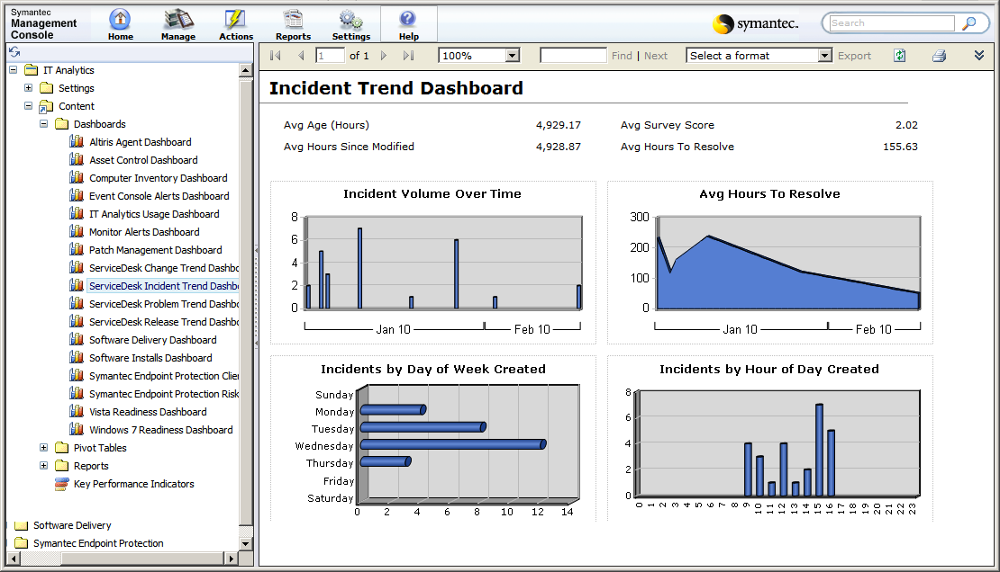 Symantec
Management
Console
Home
Manage
Actions
Reports
Settings
Help
symantec.
Search
1
of 1
100%
Find | Next
Select a format
Export
IT Analytics
Settings
Content
Dashboards
Altiris Agent Dashboard
Asset Control Dashboard
Computer Inventory Dashboard
Event Console Alerts Dashboard
IT Analytics Usage Dashboard
Monitor Alerts Dashboard
Patch Management Dashboard
ServiceDesk Change Trend Dashbo
ServiceDesk Incident Trend Dashbo
ServiceDesk Problem Trend Dashbo
ServiceDesk Release Trend Dashbo
Software Delivery Dashboard
Software Installs Dashboard
Symantec Endpoint Protection Clie
Symantec Endpoint Protection Risk
Vista Readiness Dashboard
Windows 7 Readiness Dashboard
Pivot Tables
Reports
Key Performance Indicators
Software Delivery
Symantec Endpoint Protection
Incident Trend Dashboard
Avg Age (Hours) 4,929.17
Avg Survey Score 2.02
Avg Hours Since Modified 4,928.87
Avg Hours To Resolve 155.63
Incident Volume Over Time
8
6
4
2
0
Jan 10 Feb 10
Avg Hours To Resolve
300
200
100
0
Jan 10 Feb 10
Incidents by Day of Week Created
Sunday
Monday
Tuesday
Wednesday
Thursday
Friday
Saturday
0 2 4 6 8 10 12 14
Incidents by Hour of Day Created
8
6
4
2
0
0 1 2 3 4 5 6 7 8 9 10 11 12 13 14 15 16 17 18 19 20 21 22 23